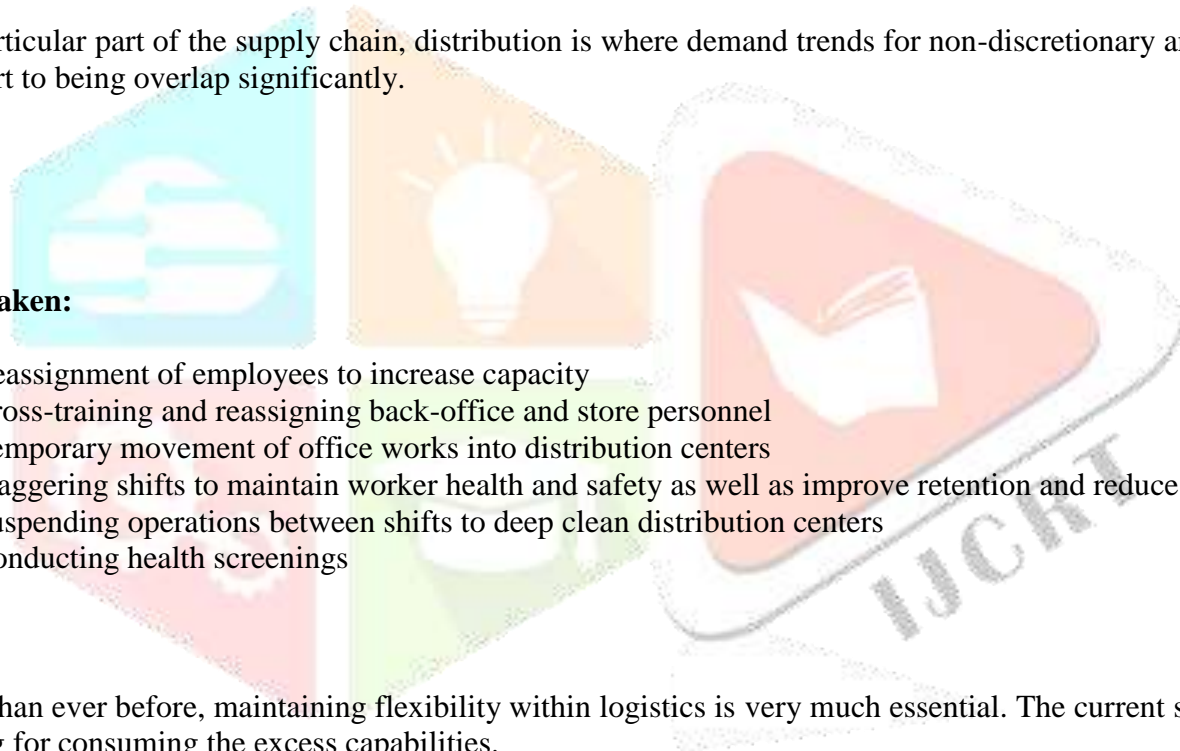 rticular part of the supply chain, distribution is where demand trends for non-discretionary a
rt to being overlap significantly.
aken:
eassignment of employees to increase capacity
ross-training and reassigning back-office and store personnel
emporary movement of office works into distribution centers
aggering shifts to maintain worker health and safety as well as improve retention and reduce
uspending operations between shifts to deep clean distribution centers
onducting health screenings
IJCRT
han ever before, maintaining flexibility within logistics is very much essential. The current s
g for consuming the excess capabilities.